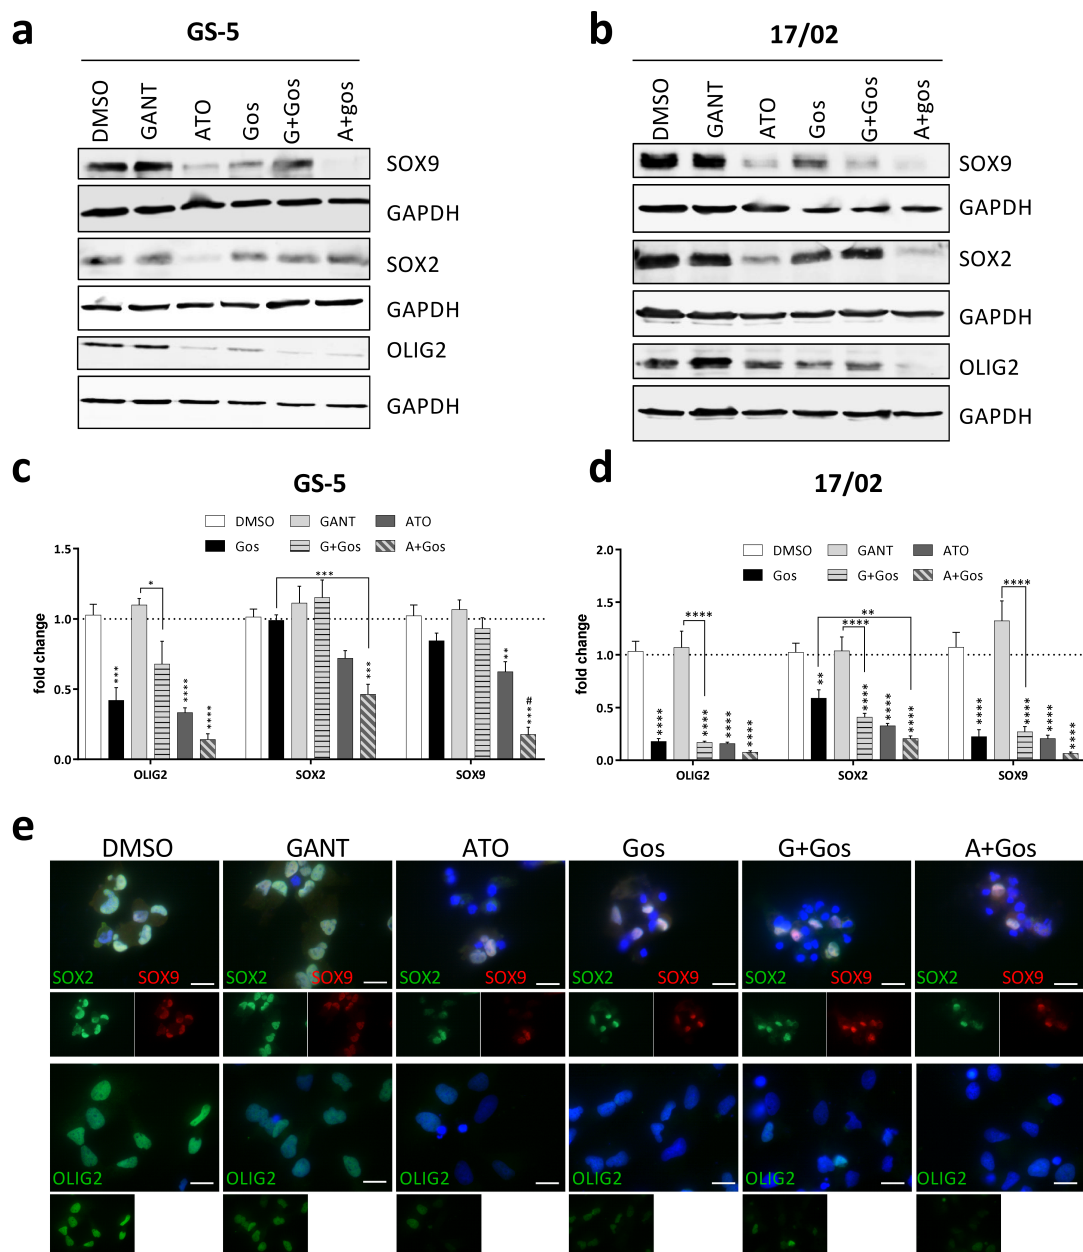 a
GS-5
DMSO
GANT
ATO
Gos
G+Gos
A+gos
SOX9
GAPDH
SOX2
GAPDH
OLIG2
GAPDH
b
17/02
DMSO
GANT
ATO
Gos
G+Gos
A+gos
SOX9
GAPDH
SOX2
GAPDH
OLIG2
GAPDH
c
GS-5
DMSO GANT ATO
Gos G+Gos A+Gos
fold change
1.5
1.0
0.5
0.0
***
*
****
****
***
***
**
***#
OLIG2 SOX2 SOX9
d
17/02
DMSO GANT ATO
Gos G+Gos A+Gos
fold change
2.0
1.5
1.0
0.5
0.0
****
****
****
****
****
**
****
**
****
****
****
****
****
****
****
****
OLIG2 SOX2 SOX9
e
DMSO GANT ATO Gos G+Gos A+Gos
SOX2 SOX9 SOX2 SOX9 SOX2 SOX9 SOX2 SOX9 SOX2 SOX9 SOX2 SOX9
OLIG2 OLIG2 OLIG2 OLIG2 OLIG2 OLIG2